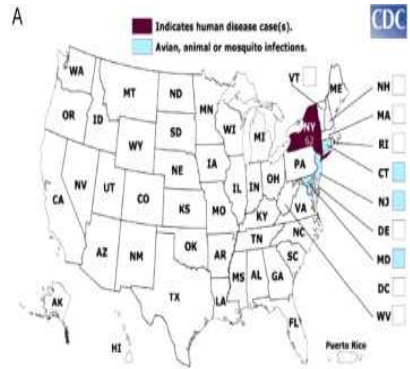 A
Indicates human disease case(s).
Avian, animal or mosquito infections.
CDC
WA
MT
ND
MN
VT
ME
NH
OR
ID
SD
WI
MI
NY
MA
WY
RI
NV
UT
CO
NE
IA
IL
IN
OH
PA
CT
CA
KS
MO
KY
VA
NJ
AZ
NM
OK
AR
TN
NC
DE
TX
MS
AL
GA
SC
MD
LA
FL
DC
AK
HI
Puerto Rico
WV